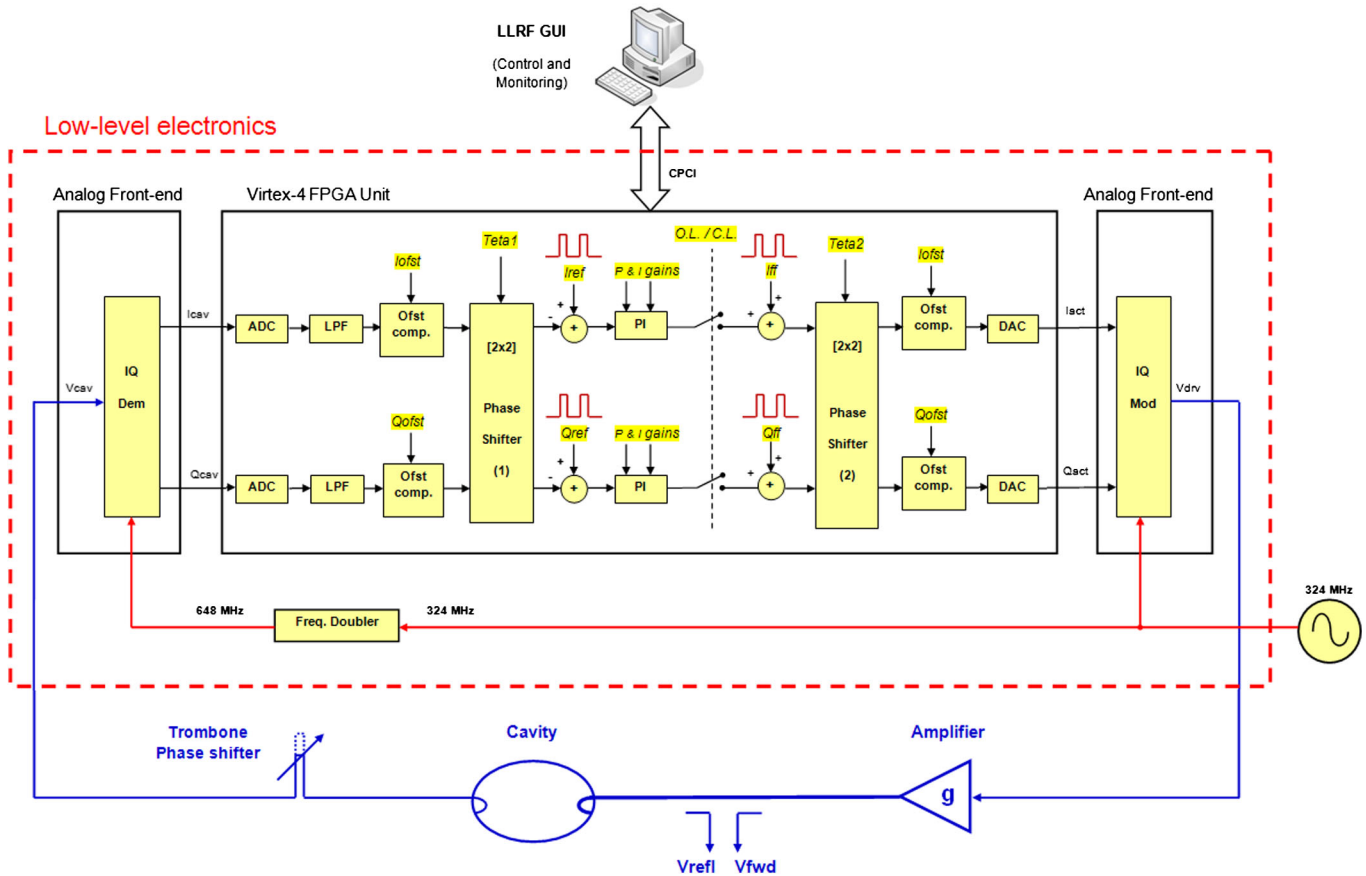 LLRF GUI
(Control and
Monitoring)
Low-level electronics
CPCI
Analog Front-end
Virtex-4 FPGA Unit
Analog Front-end
Teta1
O.L. / C.L.
Teta2
Iofst
Iref
P & I gains
Iff
Iofst
Icav
ADC
LPF
Ofst
comp.
+
-
+
PI
+
+
+
Ofst
comp.
DAC
Iact
[2x2]
Phase
Shifter
(1)
[2x2]
Phase
Shifter
(2)
IQ
Dem
IQ
Mod
Vcav
Vdrv
Qofst
Qref
P & I gains
Qff
Qofst
Qcav
ADC
LPF
Ofst
comp.
+
-
+
PI
+
+
+
Ofst
comp.
DAC
Qact
648 MHz
Freq. Doubler
324 MHz
324 MHz
Trombone
Phase shifter
Cavity
Amplifier
g
Vrefl
Vfwd